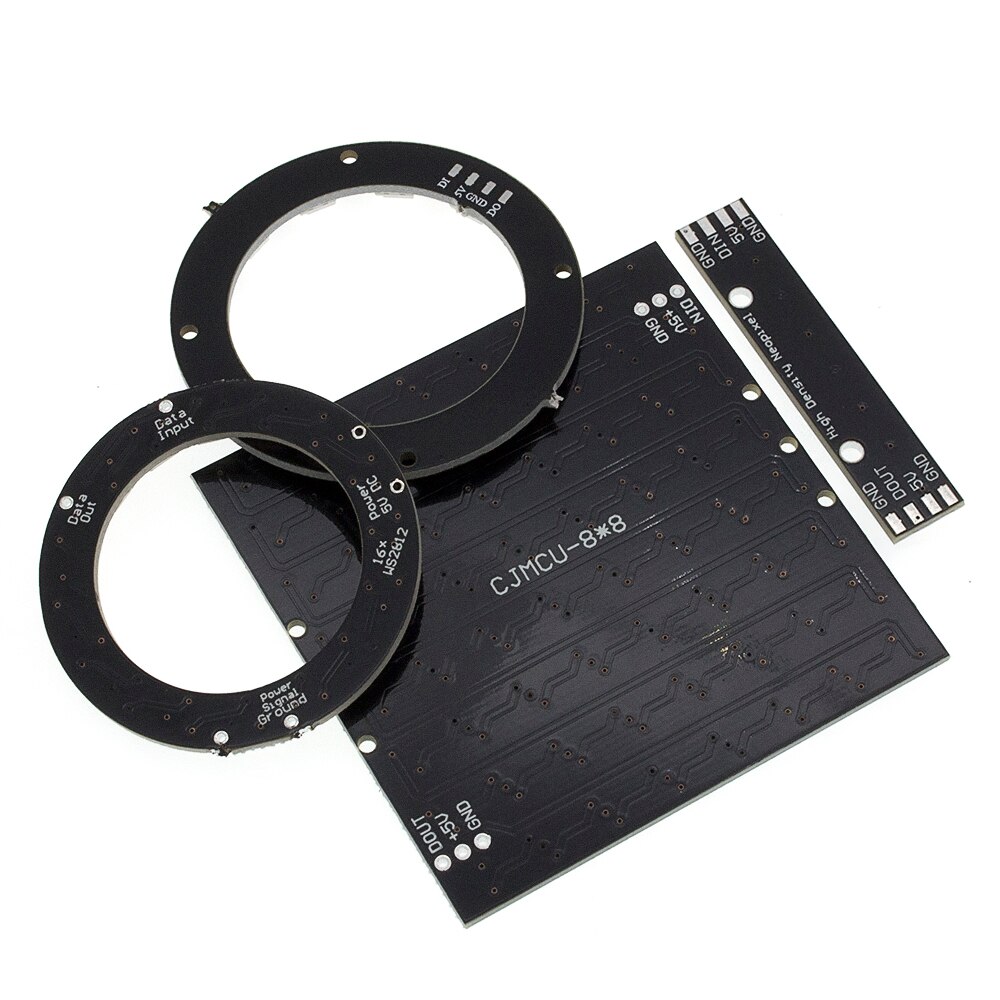 DI
5V
GND
DO
GND
5V
DIN
GND
High Density Neopixel
GND
DOUT
5V
GND
DIN
+5V
GND
CJMCU-8*8
DOUT
+5V
GND
Data
Input
Data
Out
Power
5V DC
16x
WS2812
Power
Signal
Ground